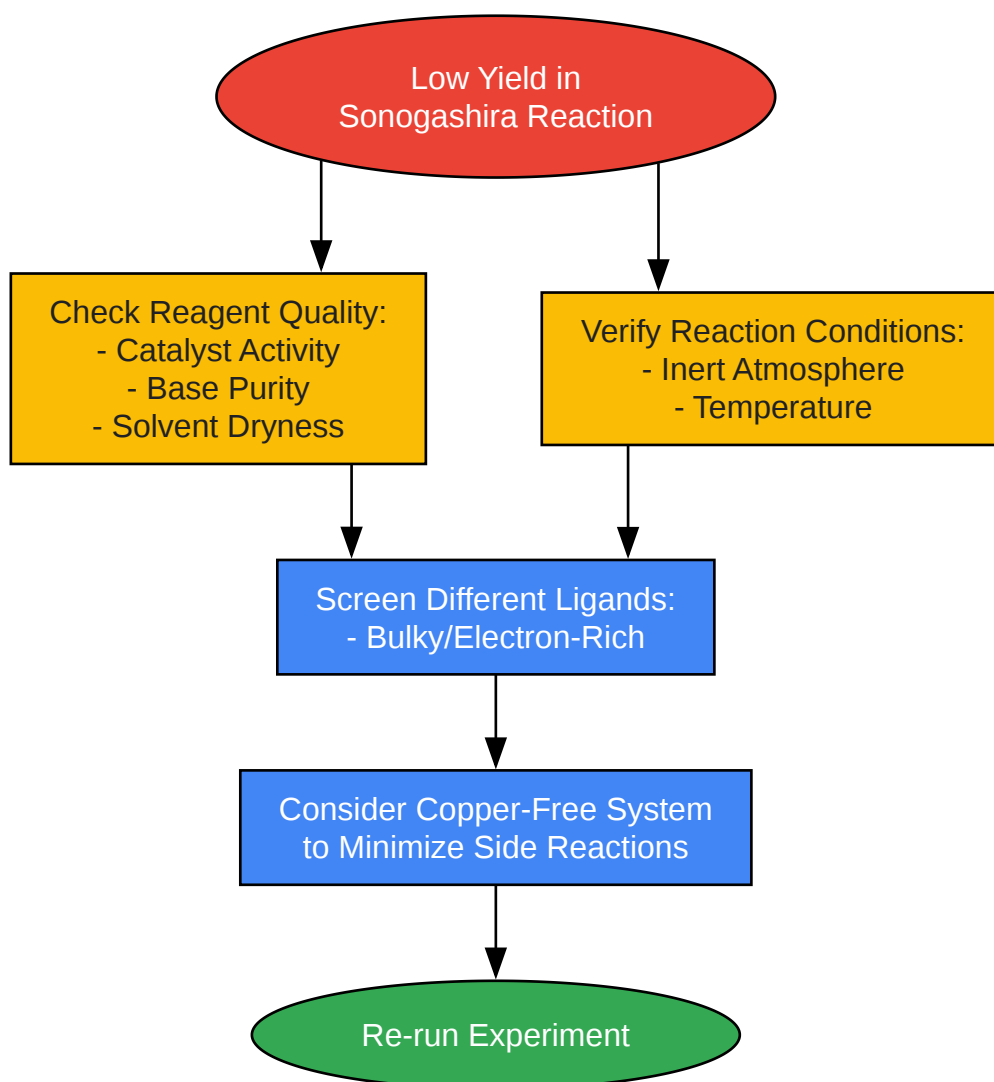 Low Yield in
Sonogashira Reaction
Check Reagent Quality:
- Catalyst Activity
- Base Purity
- Solvent Dryness
Verify Reaction Conditions:
- Inert Atmosphere
- Temperature
Screen Different Ligands:
- Bulky/Electron-Rich
Consider Copper-Free System
to Minimize Side Reactions
Re-run Experiment